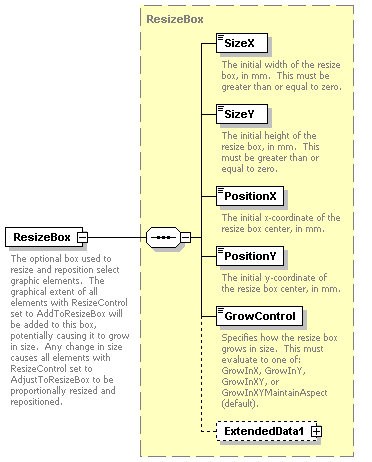 ResizeBox
SizeX
The initial width of the resize
box, in mm. This must be
greater than or equal to zero.
SizeY
The initial height of the
resize box, in mm. This
must be greater than or
equal to zero.
PositionX
The initial x-coordinate of the
resize box center, in mm.
ResizeBox
The optional box used to
resize and reposition select
graphic elements. The
graphical extent of all
elements with ResizeControl
set to AddToResizeBox will
be added to this box,
potentially causing it to grow
in size. Any change in size
causes all elements with
ResizeControl set to
AdjustToResizeBox to be
proportionally resized and
repositioned.
PositionY
The initial y-coordinate of
the resize box center, in mm.
GrowControl
Specifies how the resize box
grows in size. This must
evaluate to one of:
GrowInX, GrowInY,
GrowInXY, or
GrowInXYMaintainAspect
(default).
ExtendedData1